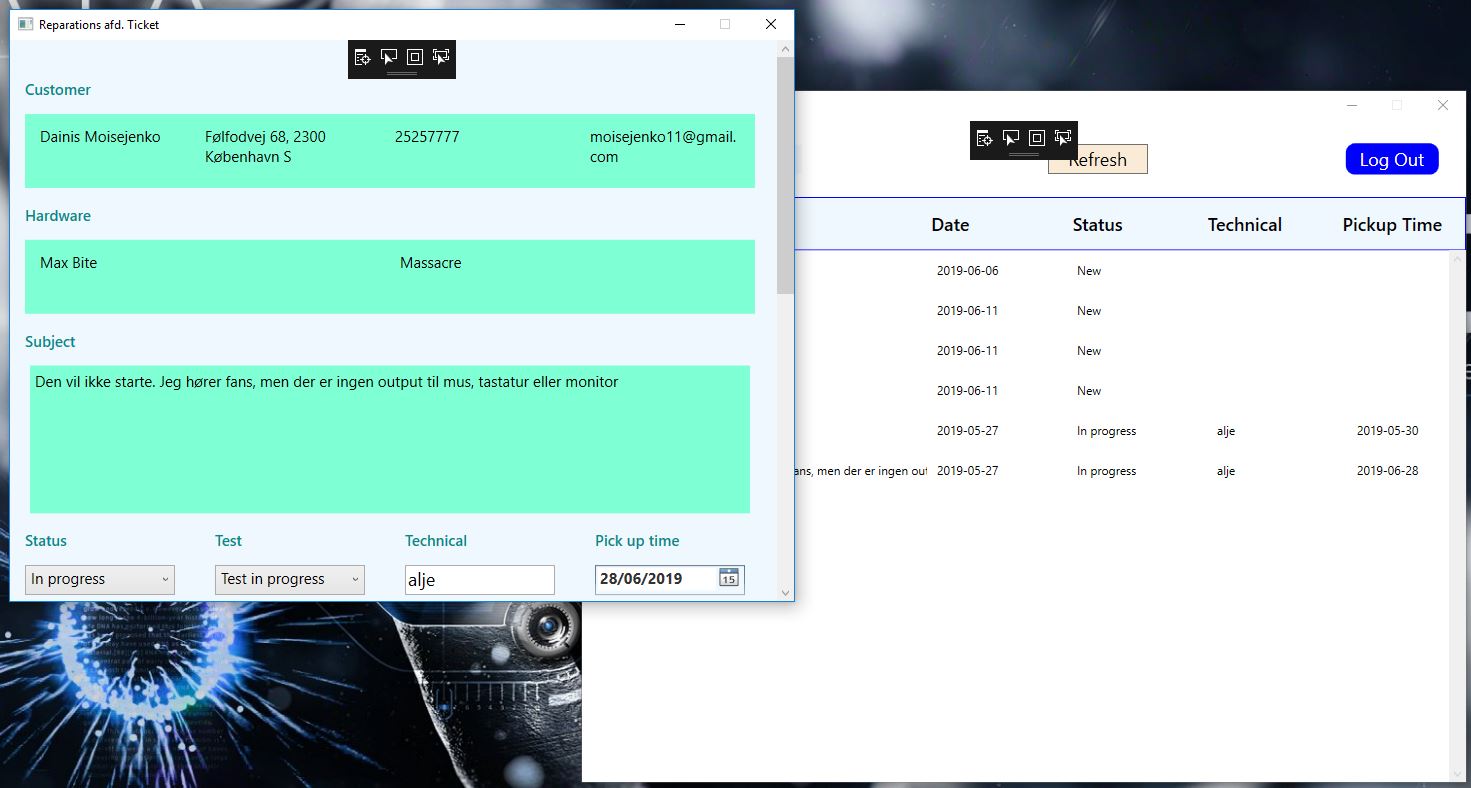 Reparations afd. Ticket
Customer
Dainis Moisejenko
Følfodvej 68, 2300
København S
25257777
moisejenko11@gmail.
com
Hardware
Max Bite
Massacre
Subject
Den vil ikke starte. Jeg hører fans, men der er ingen output til mus, tastatur eller monitor
Status Test Technical Pick up time
In progress Test in progress alje 28/06/2019 15
Refresh Log Out
Date Status Technical Pickup Time
2019-06-06 New
2019-06-11 New
2019-06-11 New
2019-06-11 New
2019-05-27 In progress alje 2019-05-30
ans, men der er ingen out 2019-05-27 In progress alje 2019-06-28